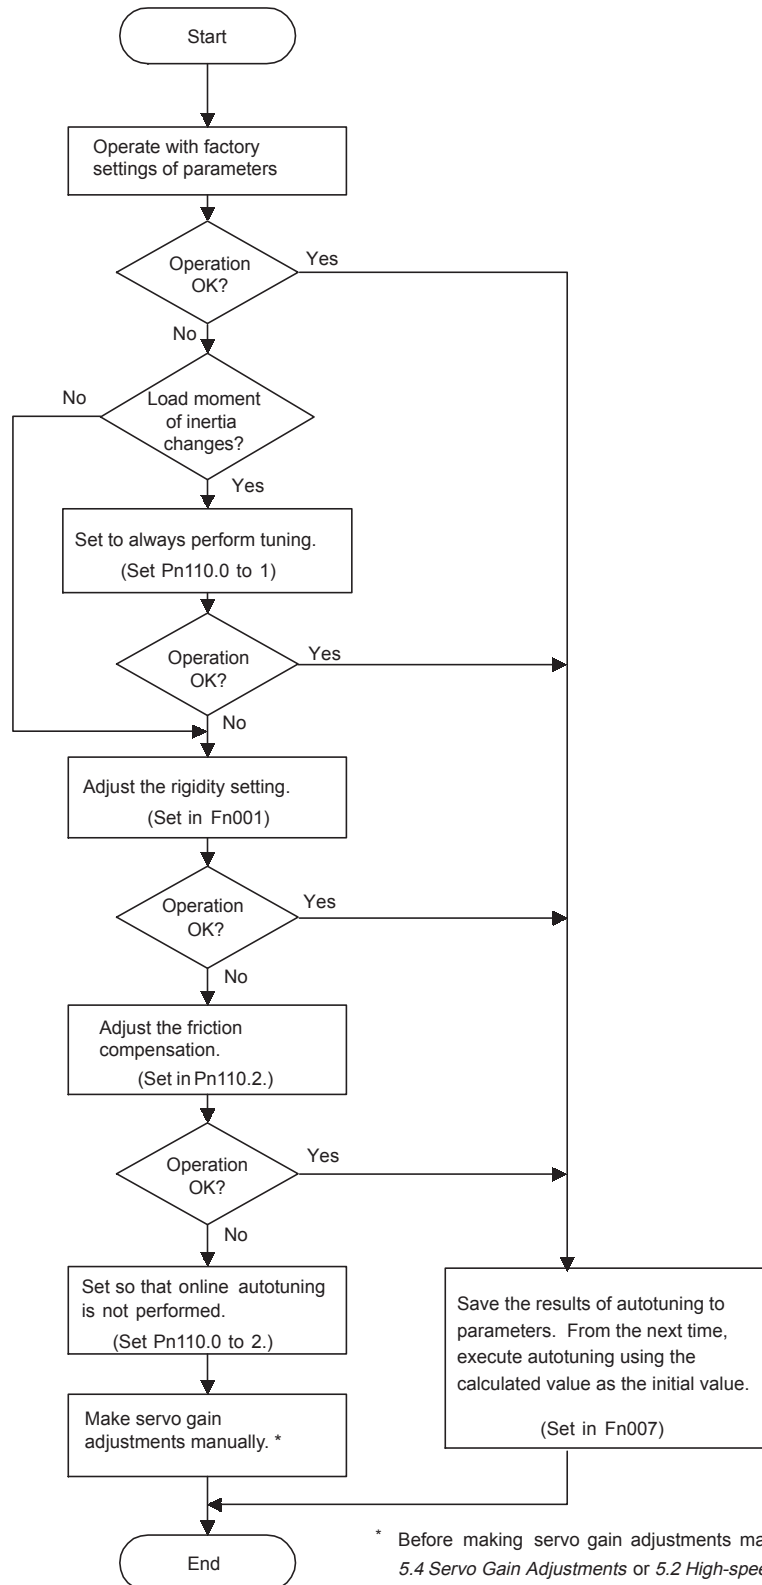 Start
Operate with factory
settings of parameters
Operation
OK?
Yes
No
Load moment
of inertia
changes?
No
Yes
Set to always perform tuning.
(Set Pn110.0 to 1)
Operation
OK?
Yes
No
Adjust the rigidity setting.
(Set in Fn001)
Operation
OK?
Yes
No
Adjust the friction
compensation.
(Set in Pn110.2.)
Operation
OK?
Yes
No
Set so that online autotuning
is not performed.
(Set Pn110.0 to 2.)
Save the results of autotuning to
parameters. From the next time,
execute autotuning using the
calculated value as the initial value.
(Set in Fn007)
Make servo gain
adjustments manually. *
End
* Before making servo gain adjustments ma
5.4 Servo Gain Adjustments or 5.2 High-spee